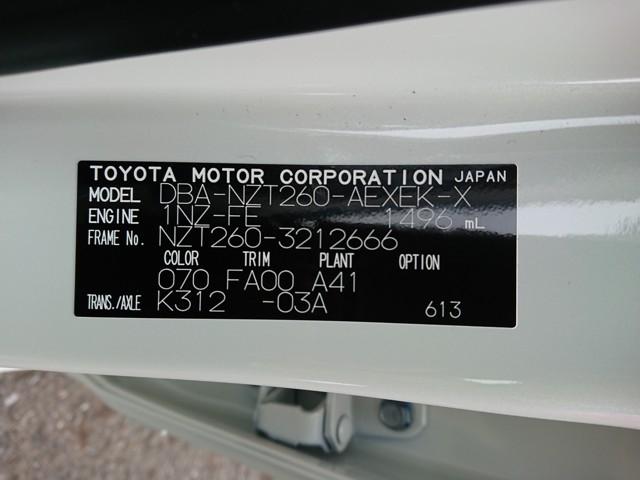 TOYOTA MOTOR CORPORATION JAPAN
MODEL DBA-NZT260-AEXEK-X
ENGINE 1NZ-FE 1496 mL
FRAME No. NZT260-3212666
COLOR TRIM PLANT OPTION
070 FA00 A41
TRANS./AXLE K312 -03A 613